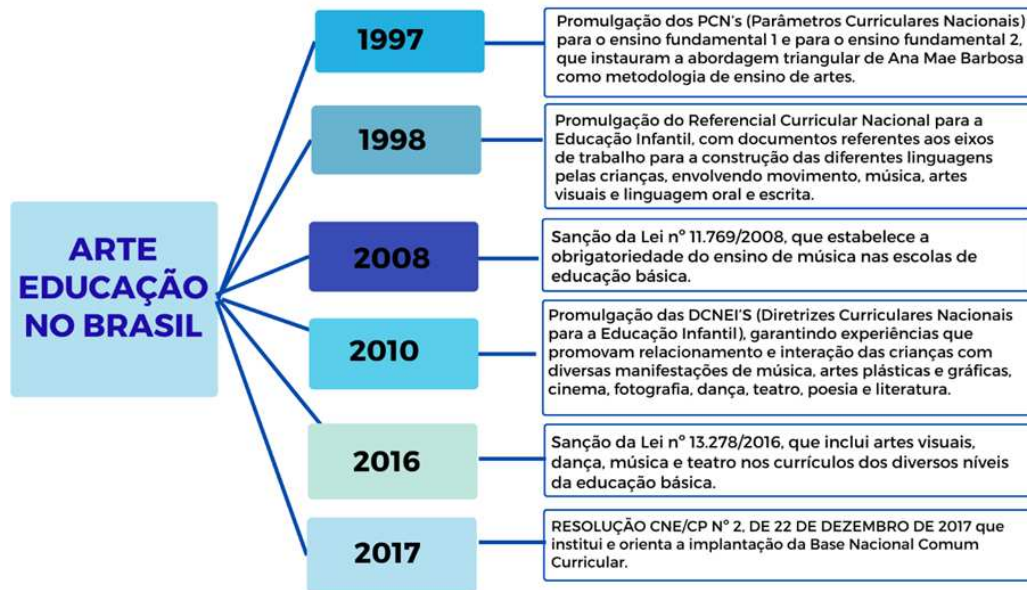 ARTE
EDUCAÇÃO
NO BRASIL
1997
Promulgação dos PCN's (Parâmetros Curriculares Nacionais)
para o ensino fundamental 1 e para o ensino fundamental 2,
que instauram a abordagem triangular de Ana Mae Barbosa
como metodologia de ensino de artes.
1998
Promulgação do Referencial Curricular Nacional para a
Educação Infantil, com documentos referentes aos eixos
de trabalho para a construção das diferentes linguagens
pelas crianças, envolvendo movimento, música, artes
visuais e linguagem oral e escrita.
2008
Sanção da Lei nº 11.769/2008, que estabelece a
obrigatoriedade do ensino de música nas escolas de
educação básica.
2010
Promulgação das DCNEI'S (Diretrizes Curriculares Nacionais
para a Educação Infantil), garantindo experiências que
promovam relacionamento e interação das crianças com
diversas manifestações de música, artes plásticas e gráficas,
cinema, fotografia, dança, teatro, poesia e literatura.
2016
Sanção da Lei nº 13.278/2016, que inclui artes visuais,
dança, música e teatro nos currículos dos diversos níveis
da educação básica.
2017
RESOLUÇÃO CNE/CP Nº 2, DE 22 DE DEZEMBRO DE 2017 que
institui e orienta a implantação da Base Nacional Comum
Curricular.